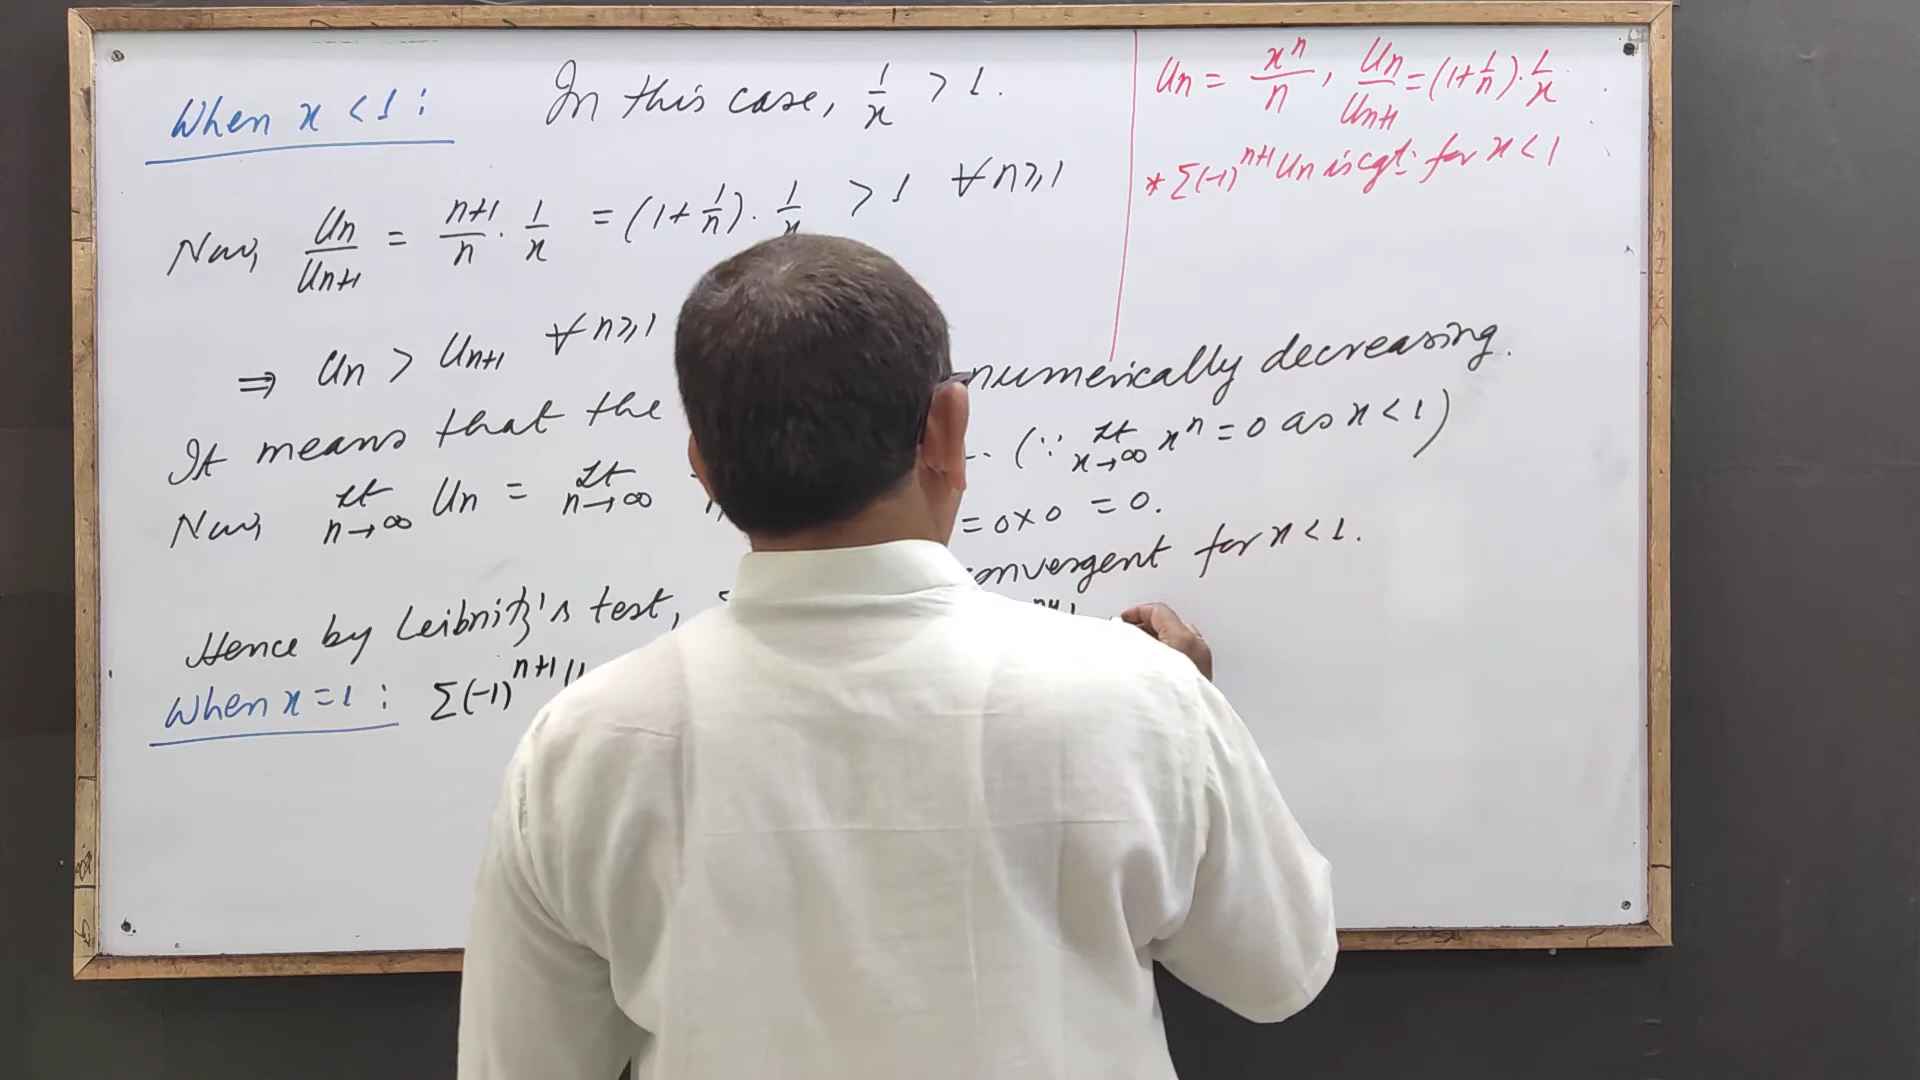 When x < 1 : In this case, 1/x > 1.
Now, Un/Un+1 = n+1/n . 1/x = (1+1/n). 1/x > 1 ∀ n ≥ 1
⇒ Un > Un+1 ∀ n ≥ 1
It means that the numerically decreasing.
Now, Lt n→∞ Un = Lt n→∞ .. (∵ Lt x→∞ xⁿ = 0 as x < 1)
= 0 × 0 = 0.
Hence by Leibnitz's test, convergent for x < 1.
When x = 1 : Σ(-1)ⁿ⁺¹
Un = xⁿ/n , Un/Un+1 = (1+1/n). 1/x
* Σ(-1)ⁿ⁺¹ Un is cgt. for x < 1